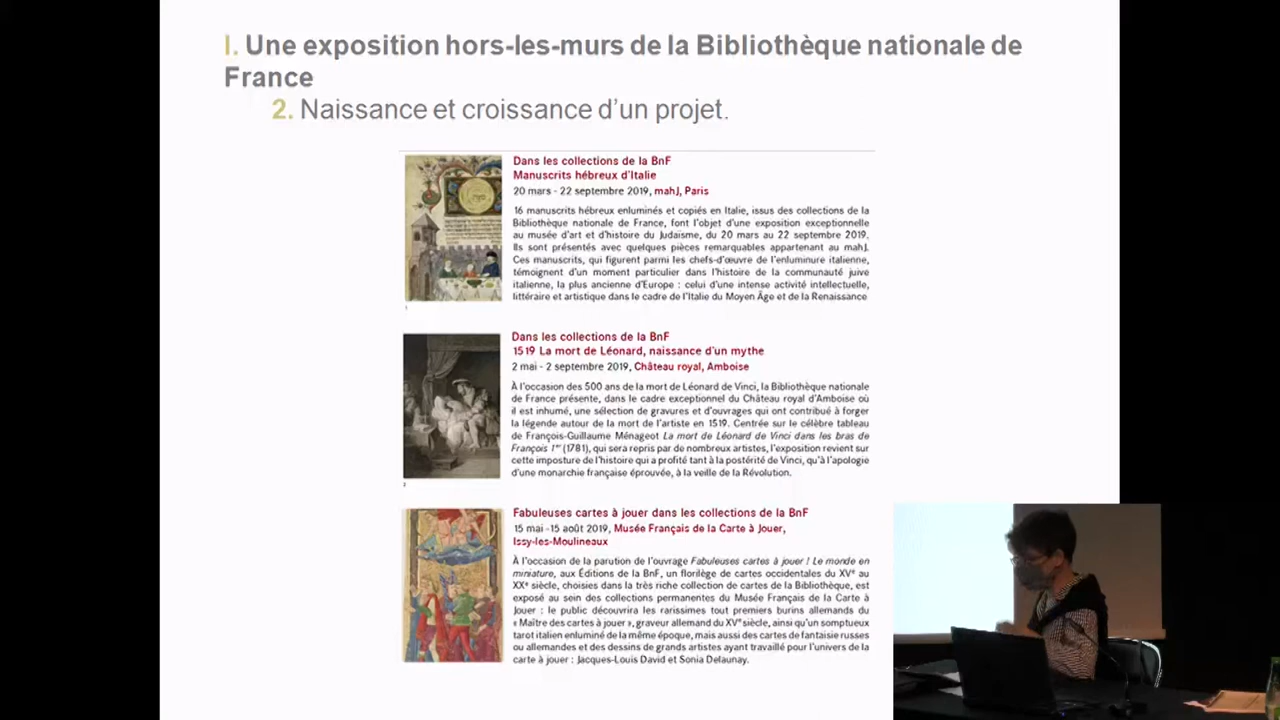 I. Une exposition hors-les-murs de la Bibliothèque nationale de
France
2. Naissance et croissance d'un projet.
Dans les collections de la BnF
Manuscrits hébreux d'Italie
20 mars - 22 septembre 2019, mahJ, Paris
16 manuscrits hébreux enluminés et copiés en Italie, issus des collections de la
Bibliothèque nationale de France, font l'objet d'une exposition exceptionnelle
au musée d'art et d'histoire du Judaïsme, du 20 mars au 22 septembre 2019.
Ils sont présentés avec quelques pièces remarquables appartenant au mahJ.
Ces manuscrits, qui figurent parmi les chefs-d'œuvre de l'enluminure italienne,
témoignent d'un moment particulier dans l'histoire de la communauté juive
italienne, la plus ancienne d'Europe : celui d'une intense activité intellectuelle,
littéraire et artistique dans le cadre de l'Italie du Moyen Âge et de la Renaissance
1
Dans les collections de la BnF
1519 La mort de Léonard, naissance d'un mythe
2 mai - 2 septembre 2019, Château royal, Amboise
À l'occasion des 500 ans de la mort de Léonard de Vinci, la Bibliothèque nationale
de France présente, dans le cadre exceptionnel du Château royal d'Amboise où
il est inhumé, une sélection de gravures et d'ouvrages qui ont contribué à forger
la légende autour de la mort de l'artiste en 1519. Centrée sur le célèbre tableau
de François-Guillaume Ménageot La mort de Léonard de Vinci dans les bras de
François 1er (1781), qui sera repris par de nombreux artistes, l'exposition revient sur
cette imposture de l'histoire qui a profité tant à la postérité de Vinci, qu'à l'apologie
d'une monarchie française éprouvée, à la veille de la Révolution.
2
Fabuleuses cartes à jouer dans les collections de la BnF
15 mai -15 août 2019, Musée Français de la Carte à Jouer,
Issy-les-Moulineaux
À l'occasion de la parution de l'ouvrage Fabuleuses cartes à jouer ! Le monde en
miniature, aux Éditions de la BnF, un florilège de cartes occidentales du XVe au
XXe siècle, choisies dans la très riche collection de cartes de la Bibliothèque, est
exposé au sein des collections permanentes du Musée Français de la Carte à
Jouer : le public découvrira les rarissimes tout premiers burins allemands du
« Maître des cartes à jouer », graveur allemand du XVe siècle, ainsi qu'un somptueux
tarot italien enluminé de la même époque, mais aussi des cartes de fantaisie russes
ou allemandes et des dessins de grands artistes ayant travaillé pour l'univers de la
carte à jouer : Jacques-Louis David et Sonia Delaunay.